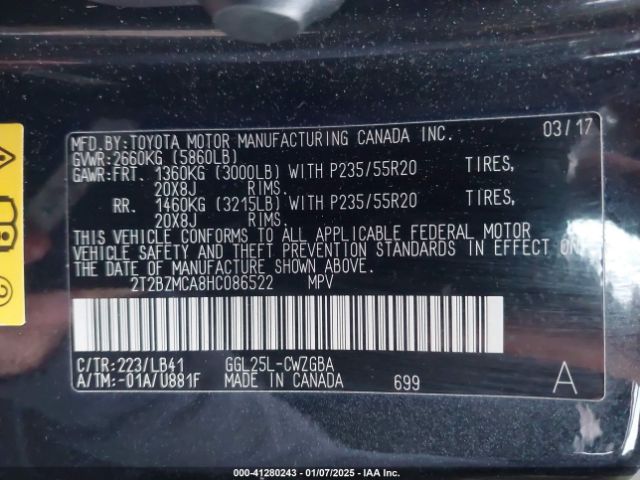 MFD.BY:TOYOTA MOTOR MANUFACTURING CANADA INC. 03/17
GVWR:2660KG (5860LB)
GAWR:FRT. 1360KG (3000LB) WITH P235/55R20 TIRES,
20X8J RIMS.
RR. 1460KG (3215LB) WITH P235/55R20 TIRES,
20X8J RIMS.
THIS VEHICLE CONFORMS TO ALL APPLICABLE FEDERAL MOTOR
VEHICLE SAFETY AND THEFT PREVENTION STANDARDS IN EFFECT ON
THE DATE OF MANUFACTURE SHOWN ABOVE.
2T2BZMCA8HC086522 MPV
C/TR:223/LB41 GGL25L-CWZGBA
A/TM:-01A/U881F MADE IN CANADA 699 A
000-41280243 - 01/07/2025 - IAA Inc.